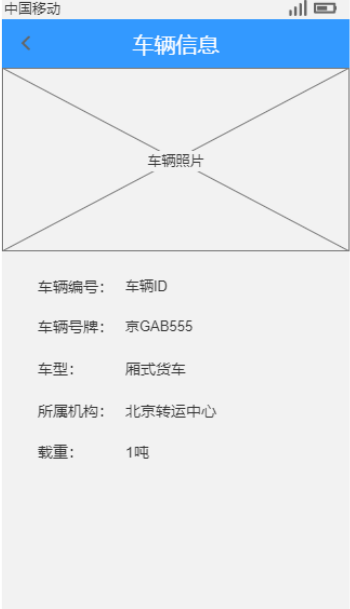 中国移动
车辆信息
车辆照片
车辆编号： 车辆ID
车辆号牌： 京GAB555
车型： 厢式货车
所属机构： 北京转运中心
载重： 1吨